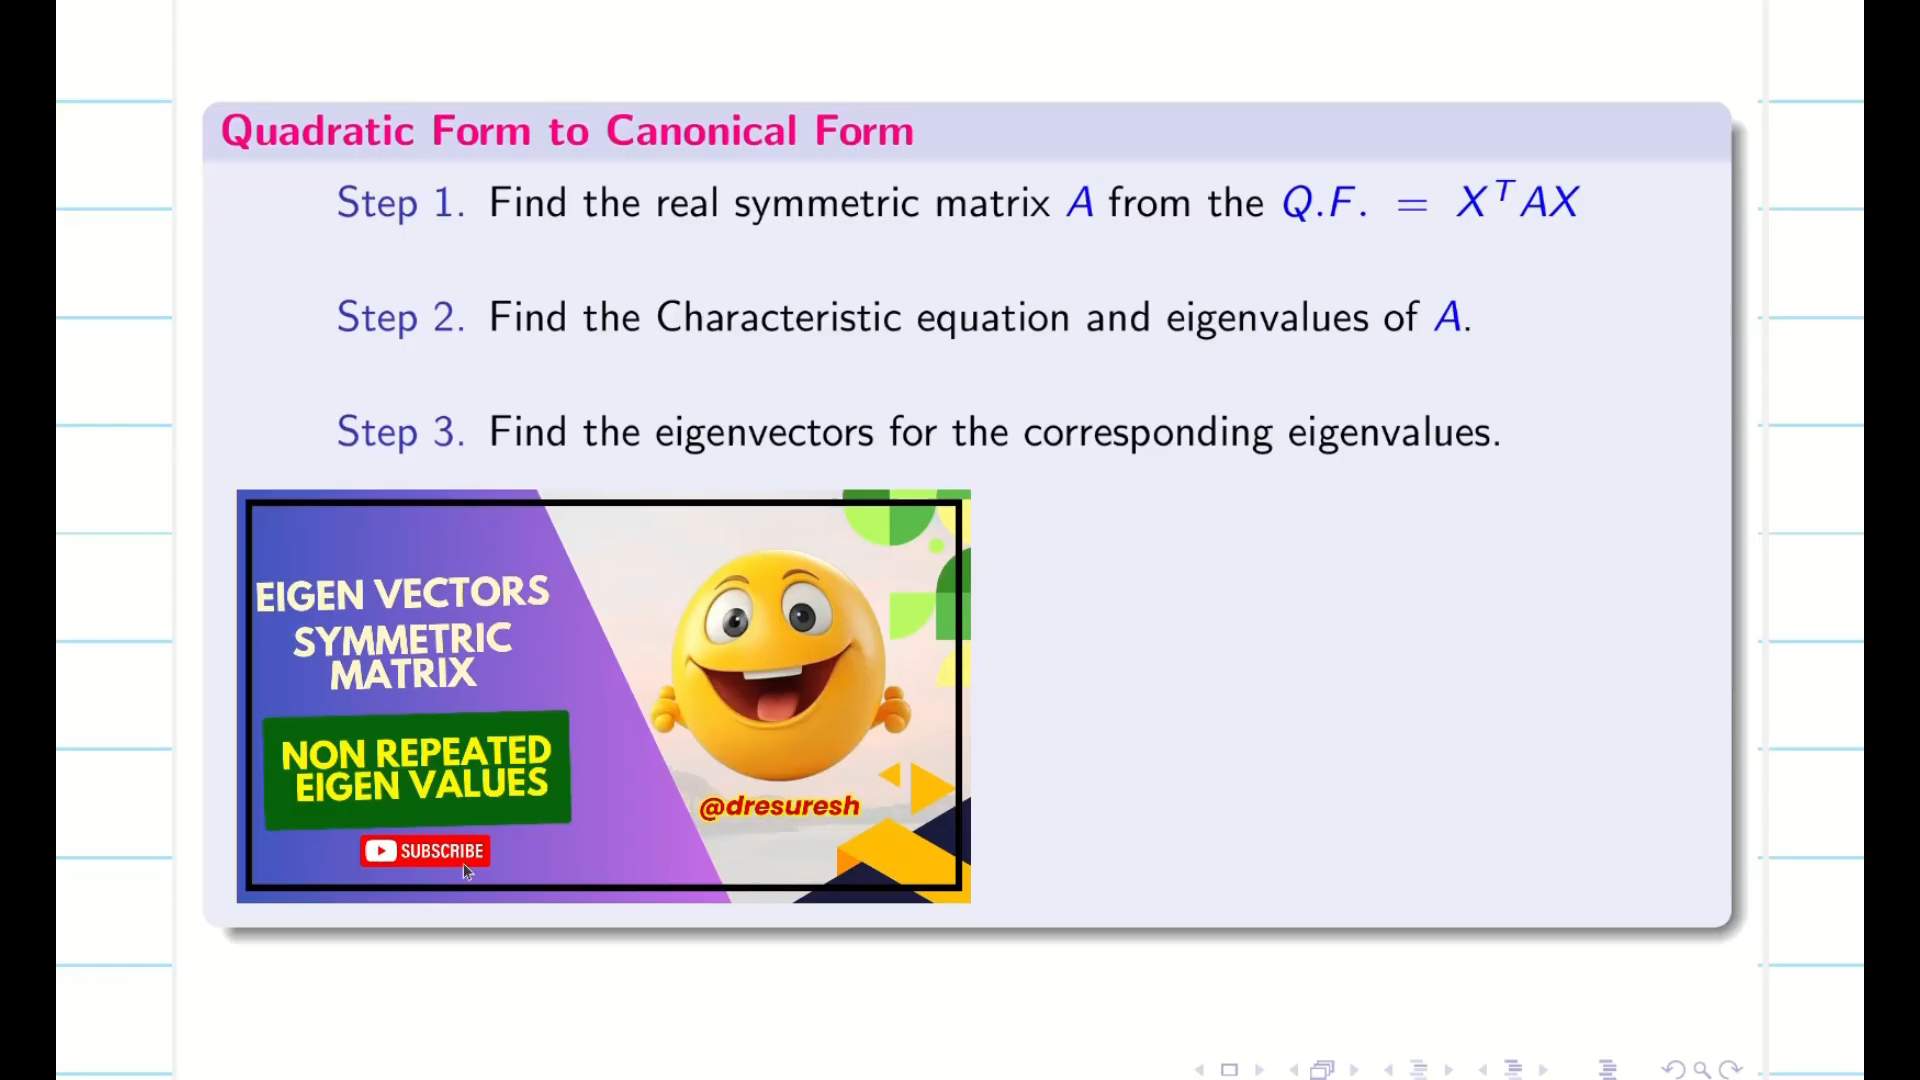 Quadratic Form to Canonical Form
Step 1. Find the real symmetric matrix A from the Q.F. = X^T AX
Step 2. Find the Characteristic equation and eigenvalues of A.
Step 3. Find the eigenvectors for the corresponding eigenvalues.
EIGEN VECTORS
SYMMETRIC
MATRIX
NON REPEATED
EIGEN VALUES
SUBSCRIBE
@dresuresh